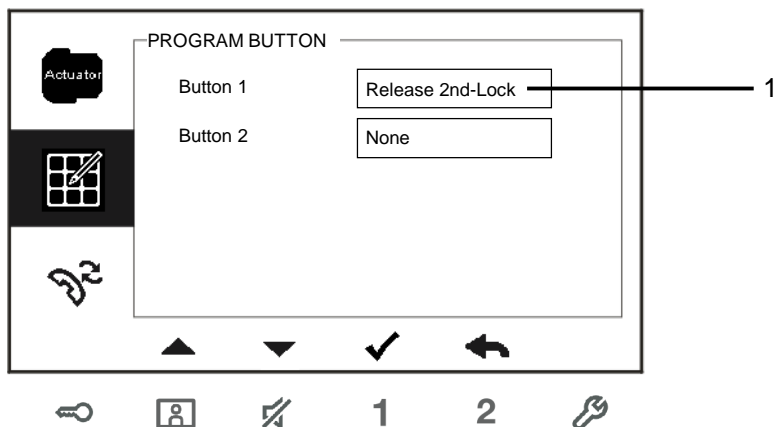 PROGRAM BUTTON
Actuator
Button 1
Release 2nd-Lock
1
Button 2
None
1
2